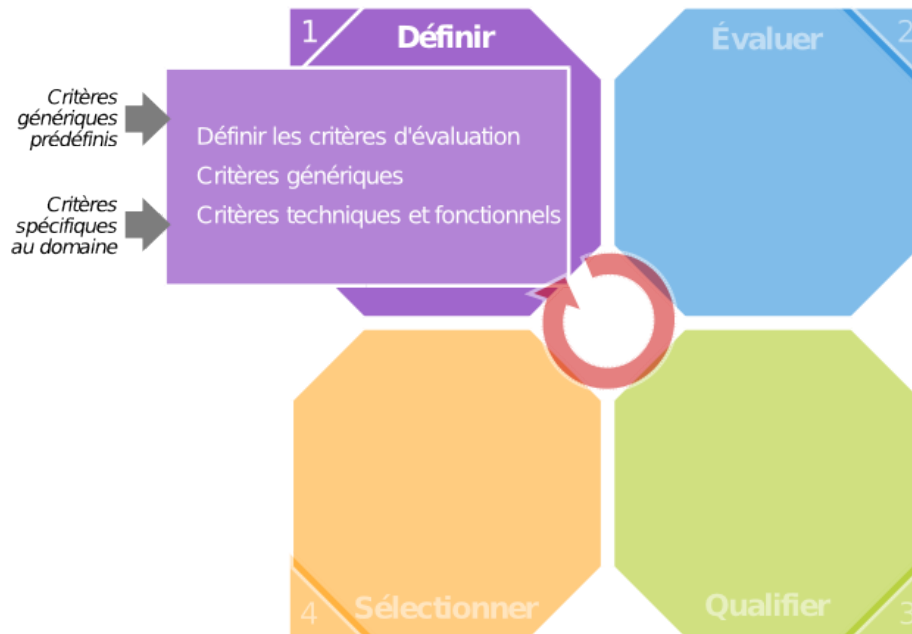 1
Définir
Évaluer
2
Critères
génériques
prédéfinis
Définir les critères d'évaluation
Critères génériques
Critères techniques et fonctionnels
Critères
spécifiques
au domaine
4
Sélectionner
Qualifier
3